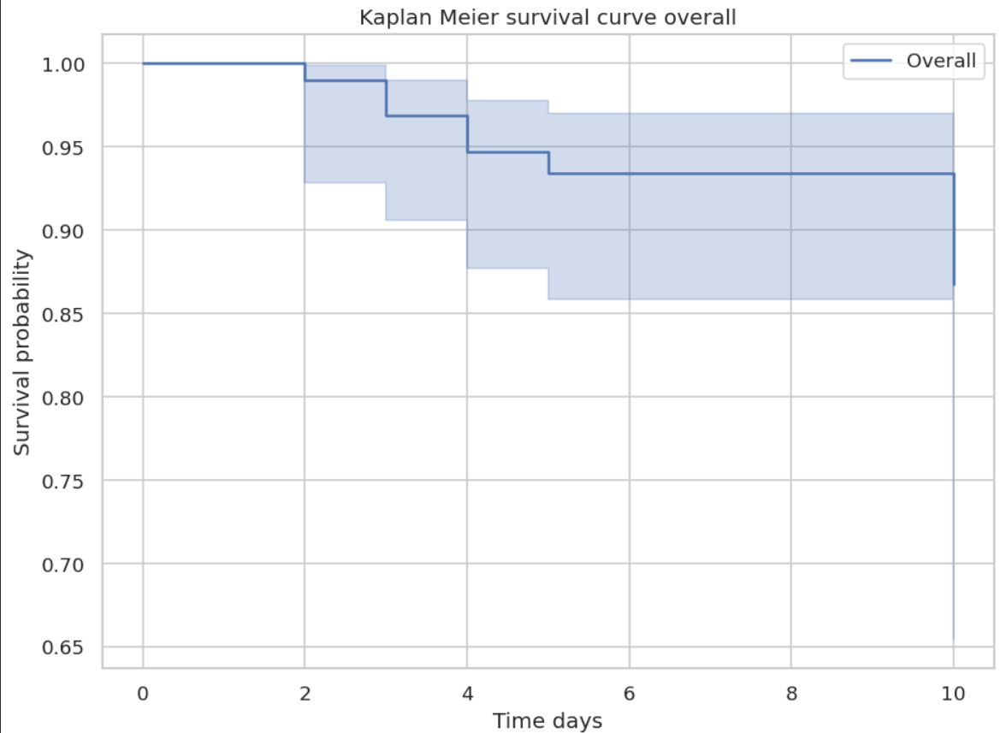 Kaplan Meier survival curve overall
Overall
1.00
0.95
0.90
0.85
0.80
0.75
0.70
0.65
Survival probability
0 2 4 6 8 10
Time days